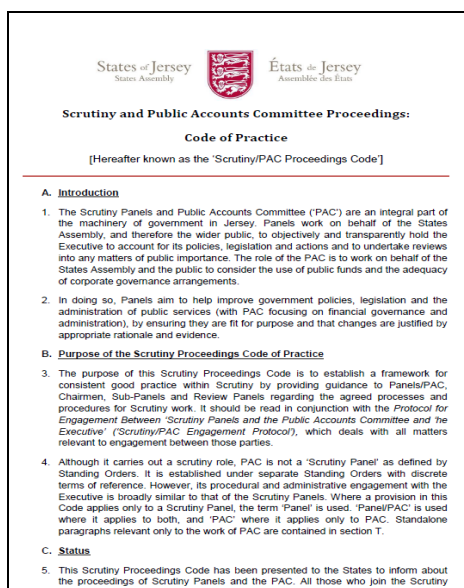 States of Jersey
States Assembly
États de Jersey
Assemblée des États
Scrutiny and Public Accounts Committee Proceedings:
Code of Practice
[Hereafter known as the 'Scrutiny/PAC Proceedings Code']
A. Introduction
1. The Scrutiny Panels and Public Accounts Committee ('PAC') are an integral part of
the machinery of government in Jersey. Panels work on behalf of the States
Assembly, and therefore the wider public, to objectively and transparently hold the
Executive to account for its policies, legislation and actions and to undertake reviews
into any matters of public importance. The role of the PAC is to work on behalf of the
States Assembly and the public to consider the use of public funds and the adequacy
of corporate governance arrangements.
2. In doing so, Panels aim to help improve government policies, legislation and the
administration of public services (with PAC focusing on financial governance and
administration), by ensuring they are fit for purpose and that changes are justified by
appropriate rationale and evidence.
B. Purpose of the Scrutiny Proceedings Code of Practice
3. The purpose of this Scrutiny Proceedings Code is to establish a framework for
consistent good practice within Scrutiny by providing guidance to Panels/PAC,
Chairmen, Sub-Panels and Review Panels regarding the agreed processes and
procedures for Scrutiny work. It should be read in conjunction with the Protocol for
Engagement Between 'Scrutiny Panels and the Public Accounts Committee and 'he
Executive' ('Scrutiny/PAC Engagement Protocol'), which deals with all matters
relevant to engagement between those parties.
4. Although it carries out a scrutiny role, PAC is not a 'Scrutiny Panel' as defined by
Standing Orders. It is established under separate Standing Orders with discrete
terms of reference. However, its procedural and administrative engagement with the
Executive is broadly similar to that of the Scrutiny Panels. Where a provision in this
Code applies only to a Scrutiny Panel, the term 'Panel' is used. 'Panel/PAC' is used
where it applies to both, and 'PAC' where it applies only to PAC. Standalone
paragraphs relevant only to the work of PAC are contained in section T.
C. Status
5. This Scrutiny Proceedings Code has been presented to the States to inform about
the proceedings of Scrutiny Panels and the PAC. All those who join the Scrutiny